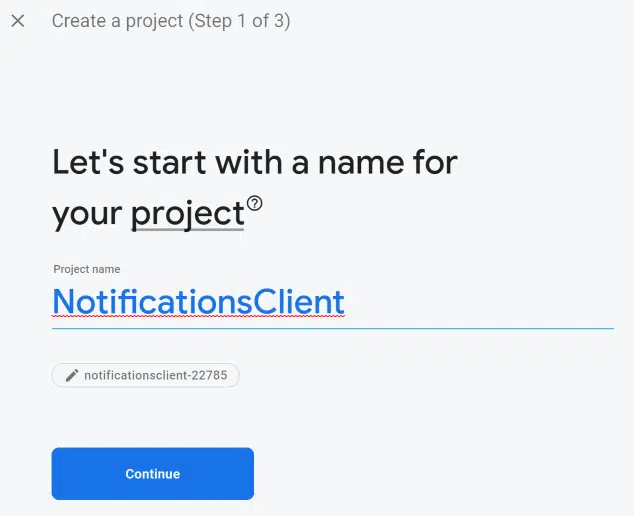 Create a project (Step 1 of 3)
Let's start with a name for
your project
Project name
NotificationsClient
notificationsclient-22785
Continue